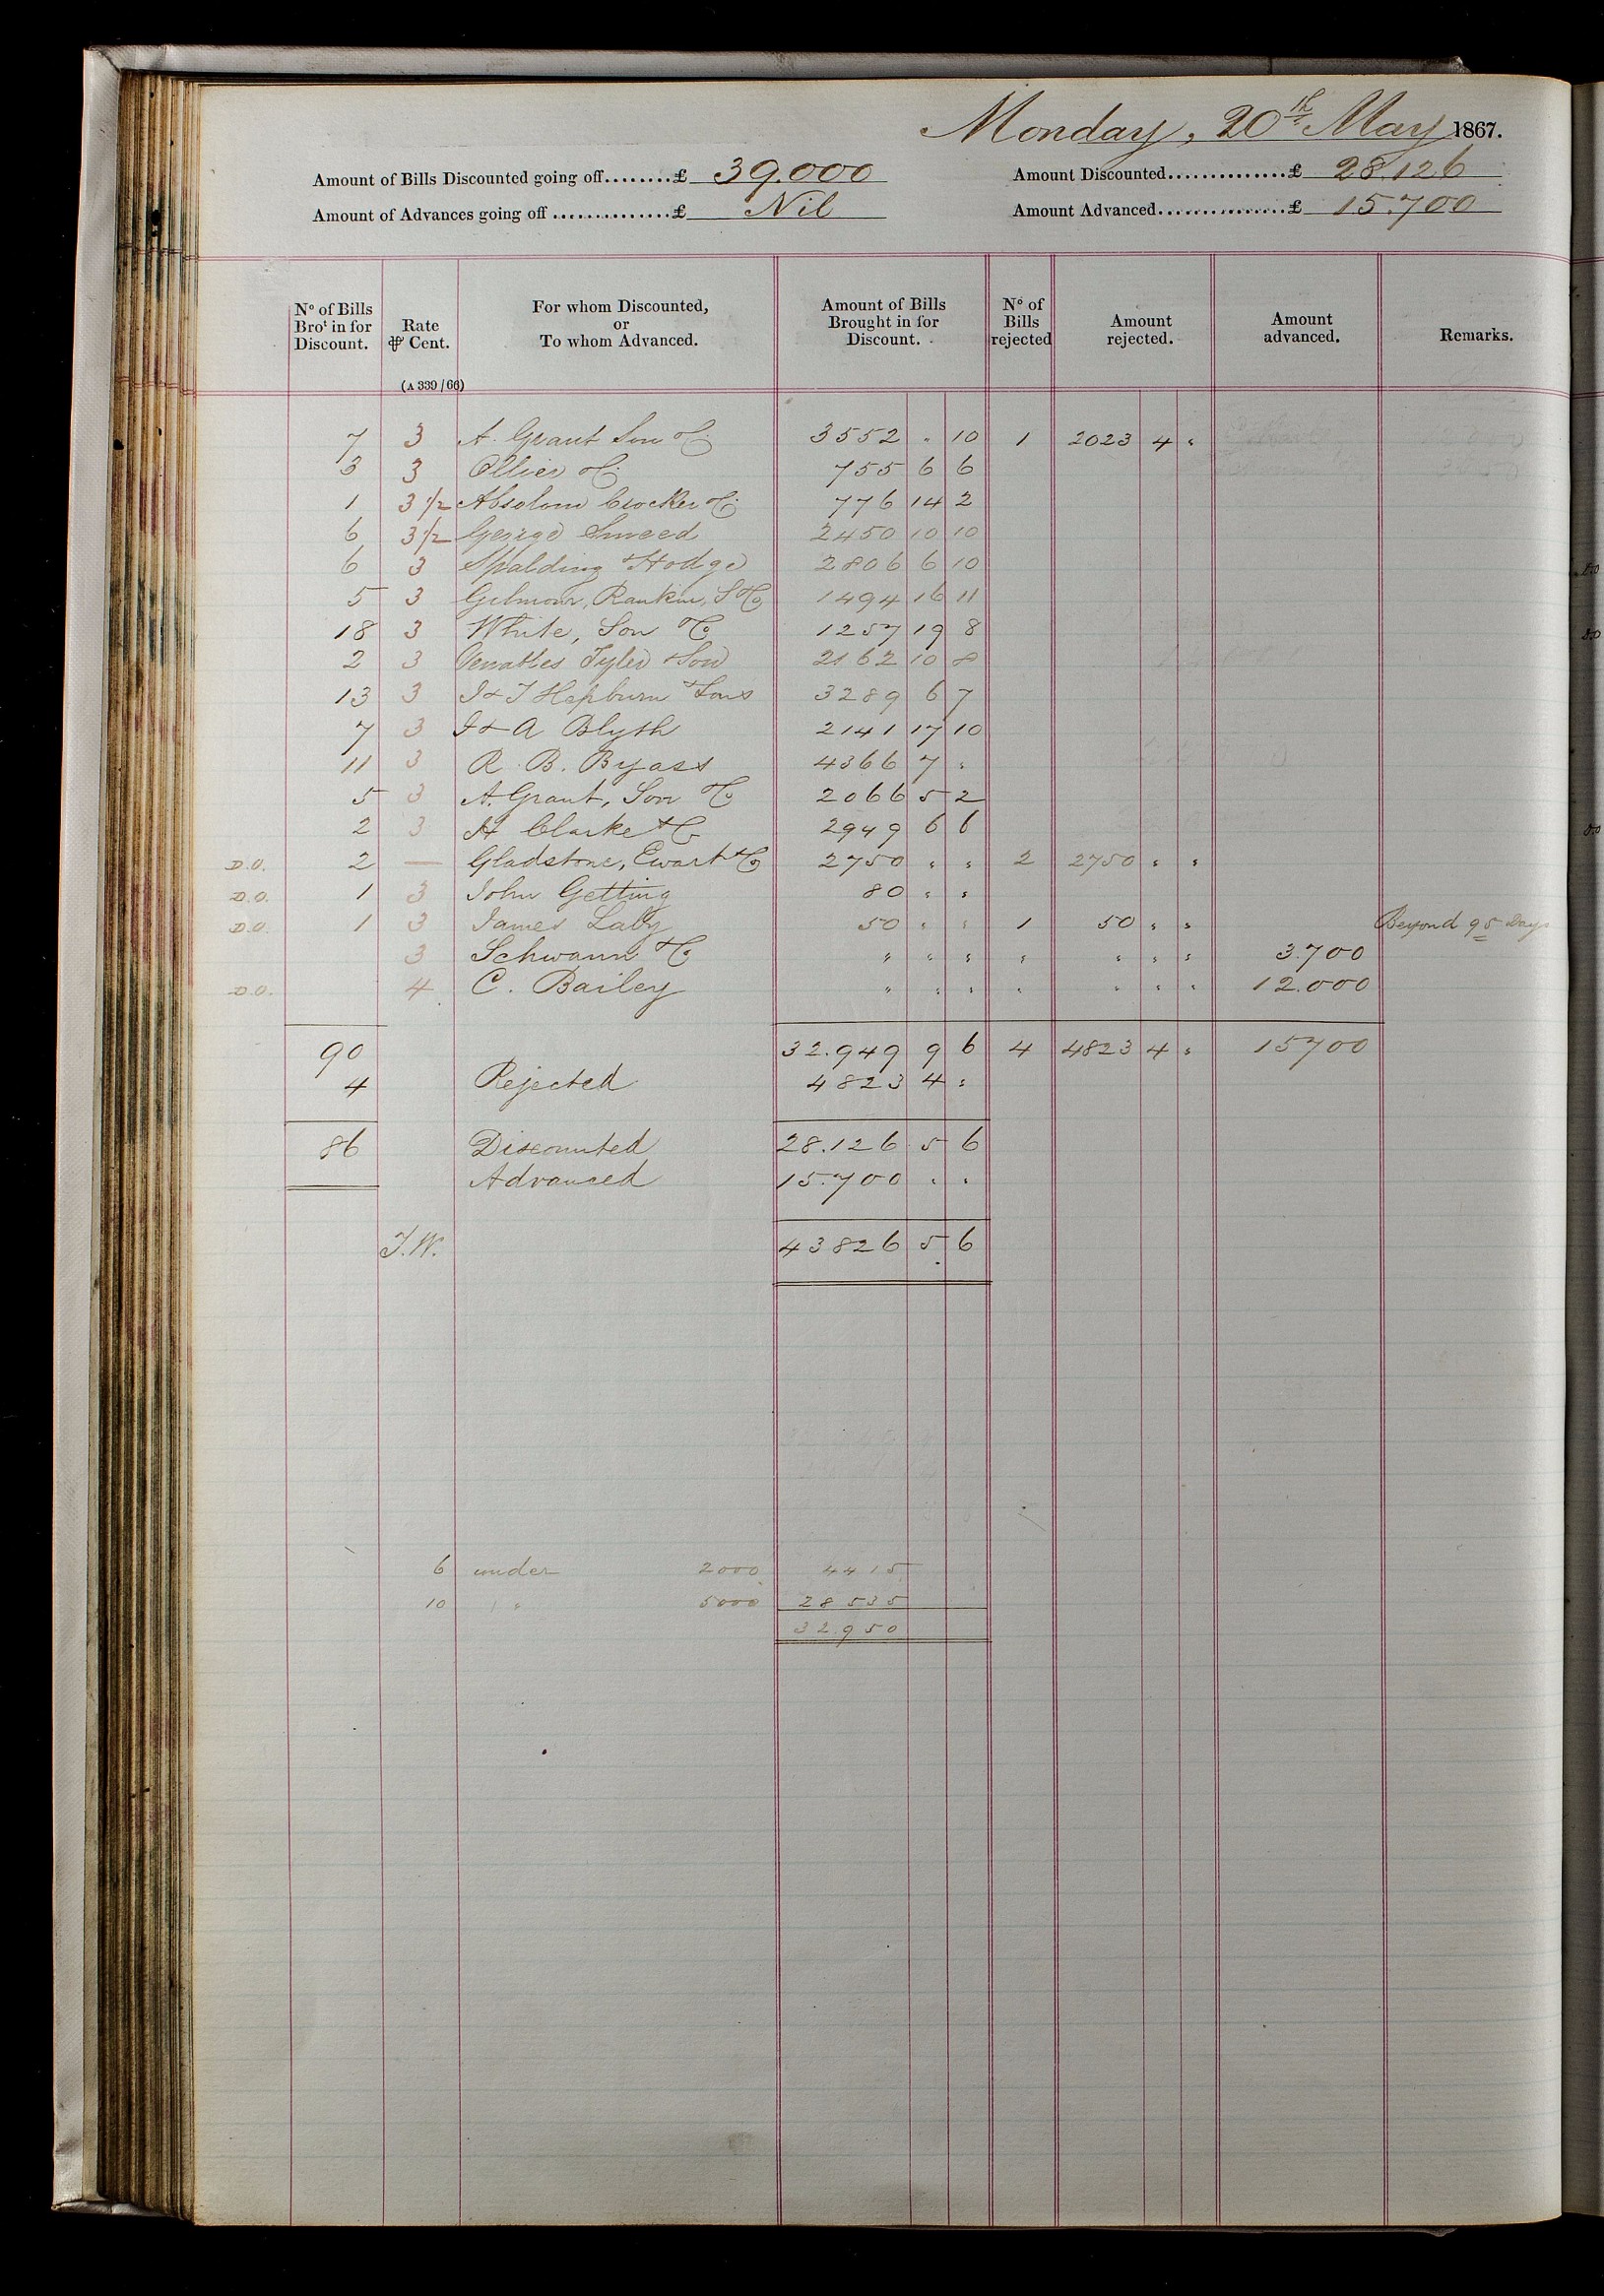 Monday, 20th May 1867.
Amount of Bills Discounted going off........£ 39.000 Amount Discounted..............£ 28.126
Amount of Advances going off ..............£ Nil Amount Advanced...............£ 15.700
No of Bills Brot in for Discount. Rate ⅌ Cent. For whom Discounted, or To whom Advanced. Amount of Bills Brought in for Discount. No of Bills rejected Amount rejected. Amount advanced. Remarks.
(A 339/66)
7 3 A. Grant Son & Co 3552 " 10 1 2023 4 "
3 3 Ollier & Co 755 6 6
1 3 1/2 Absolom Crocker & Co 776 14 2
6 3 1/2 George Smeed 2450 10 10
6 3 Spalding & Hodge 2806 6 10
5 3 Gilmour, Rankin, S & Co 1494 16 11
18 3 White, Son & Co 1257 19 8
2 3 Venables Tyler & Son 2162 10 8
13 3 J & T Hepburn & Sons 3289 6 7
7 3 J & A Blyth 2141 17 10
11 3 R. B. Byass 4366 7 "
5 3 A. Grant, Son & Co 2066 5 2
2 3 H Clarke & Co 2949 6 6
D.O. 2 — Gladstone, Ewart & Co 2750 " " 2 2750 " "
D.O. 1 3 John Getting 80 " "
D.O. 1 3 James 50 " " 1 50 " " Beyond 95 Days
3 Schwann & Co " " " " " " " 3.700
D.O. 4 C. Bailey " " " " " " " 12.000
90 32.949 9 6 4 4823 4 " 15700
4 Rejected 4823 4 "
86 Discounted 28.126 5 6
Advanced 15.700 " "
J.W. 43826 5 6
6 under 2000 4415
10 " " 5000 28535
32.950